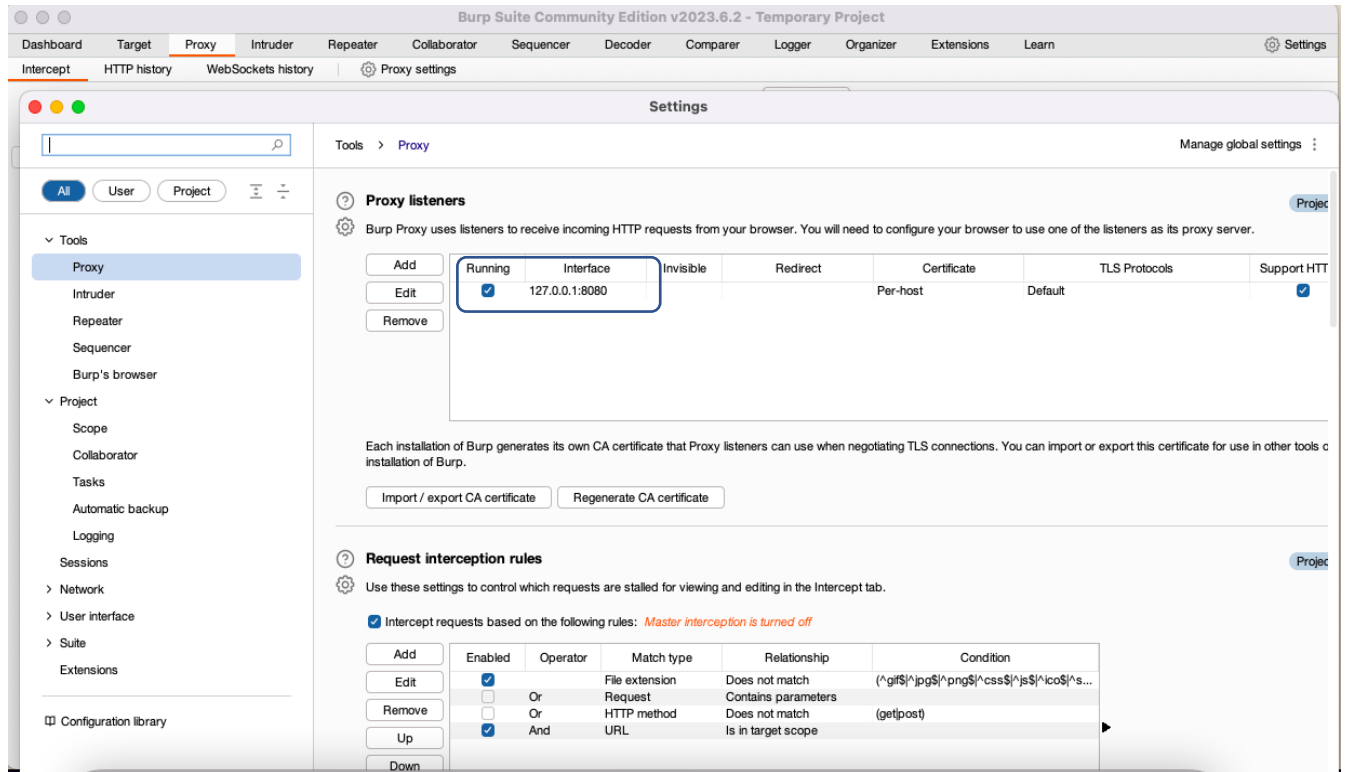 Burp Suite Community Edition v2023.6.2 - Temporary Project
Dashboard Target Proxy Intruder Repeater Collaborator Sequencer Decoder Comparer Logger Organizer Extensions Learn Settings
Intercept HTTP history WebSockets history Proxy settings
Settings
Tools > Proxy Manage global settings
All User Project
Proxy listeners
Projec
Burp Proxy uses listeners to receive incoming HTTP requests from your browser. You will need to configure your browser to use one of the listeners as its proxy server.
Tools
Proxy
Intruder
Repeater
Sequencer
Burp's browser
Project
Scope
Collaborator
Tasks
Automatic backup
Logging
Sessions
Network
User interface
Suite
Extensions
Configuration library
Add
Edit
Remove
Running Interface Invisible Redirect Certificate TLS Protocols Support HTT
127.0.0.1:8080 Per-host Default
Each installation of Burp generates its own CA certificate that Proxy listeners can use when negotiating TLS connections. You can import or export this certificate for use in other tools o
installation of Burp.
Import / export CA certificate Regenerate CA certificate
Request interception rules
Projec
Use these settings to control which requests are stalled for viewing and editing in the Intercept tab.
Intercept requests based on the following rules: Master interception is turned off
Add
Edit
Remove
Up
Down
Enabled Operator Match type Relationship Condition
File extension Does not match (^gif$|^jpg$|^png$|^css$|^js$|^ico$|^s...
Or Request Contains parameters
Or HTTP method Does not match (get|post)
And URL Is in target scope